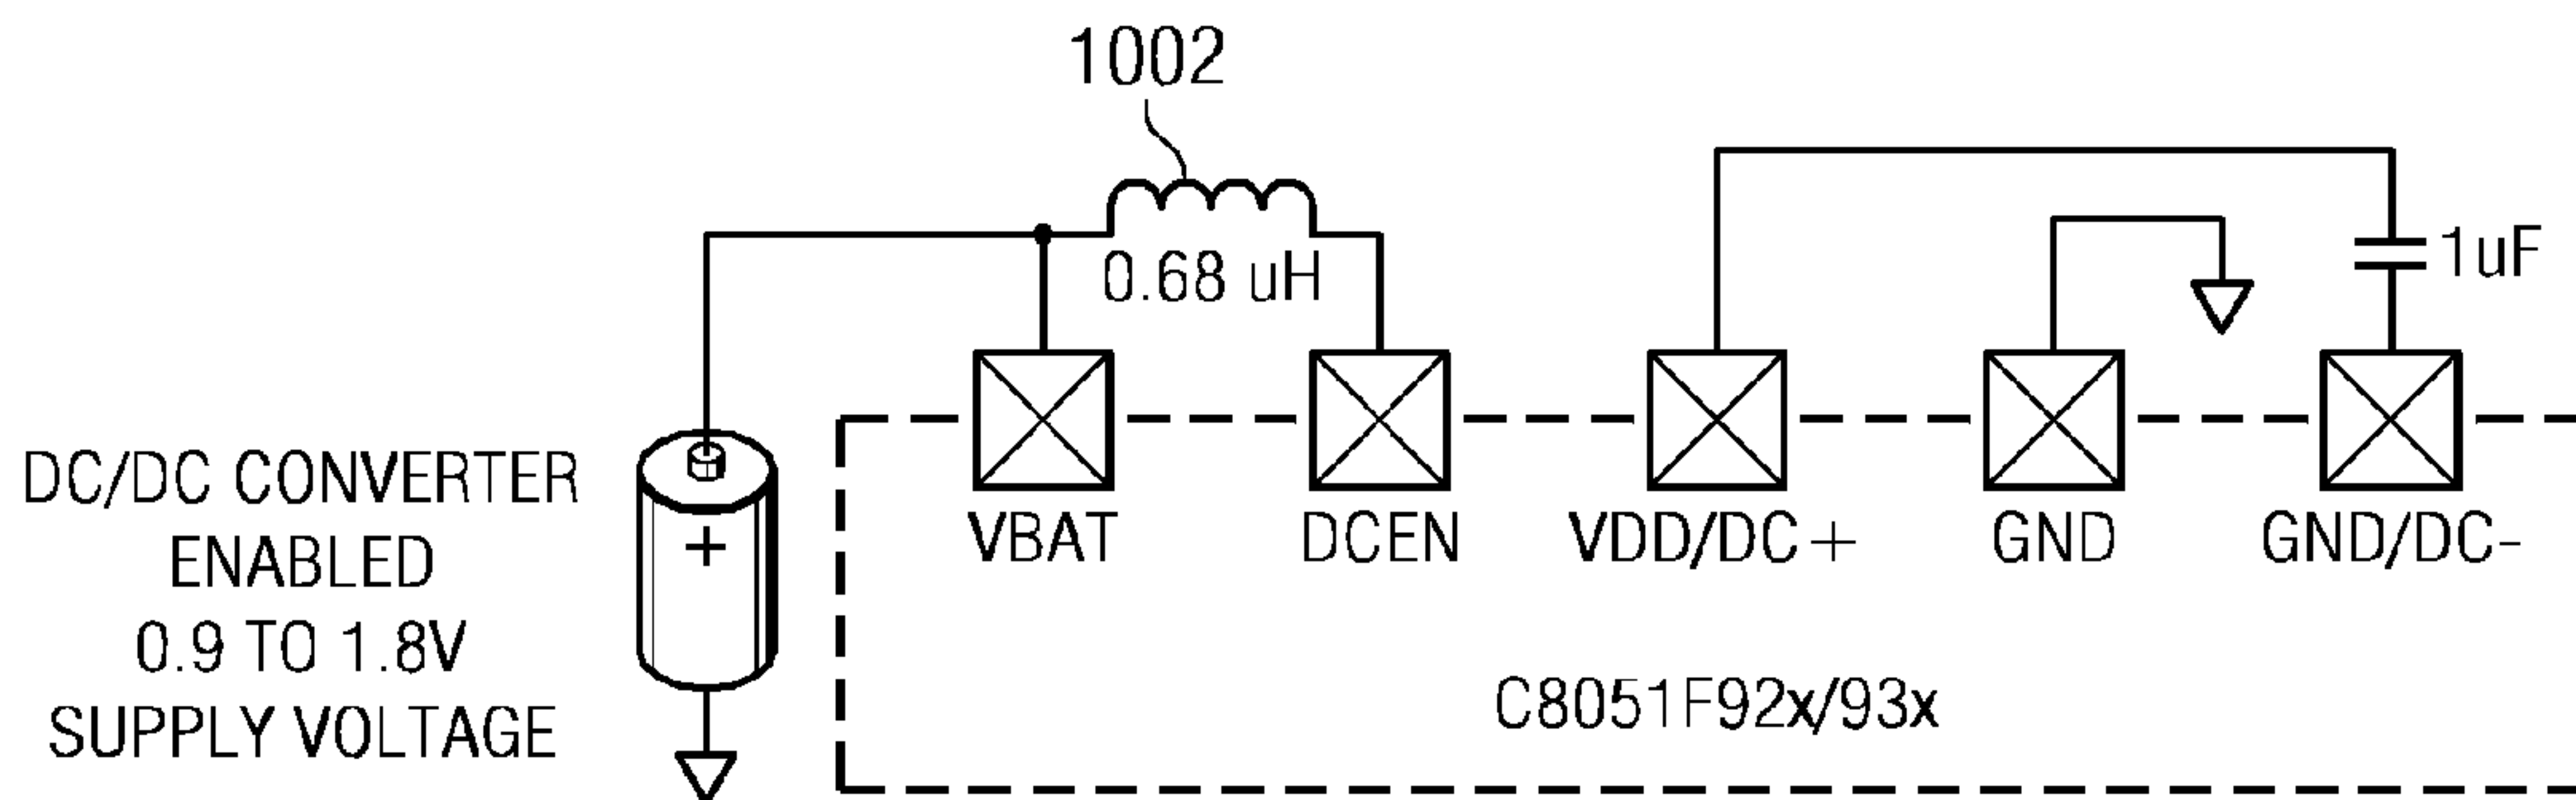 1002
0.68 uH
1uF
VBAT
DCEN
VDD/DC+
GND
GND/DC-
DC/DC CONVERTER
ENABLED
0.9 TO 1.8V
SUPPLY VOLTAGE
+
C8051F92x/93x